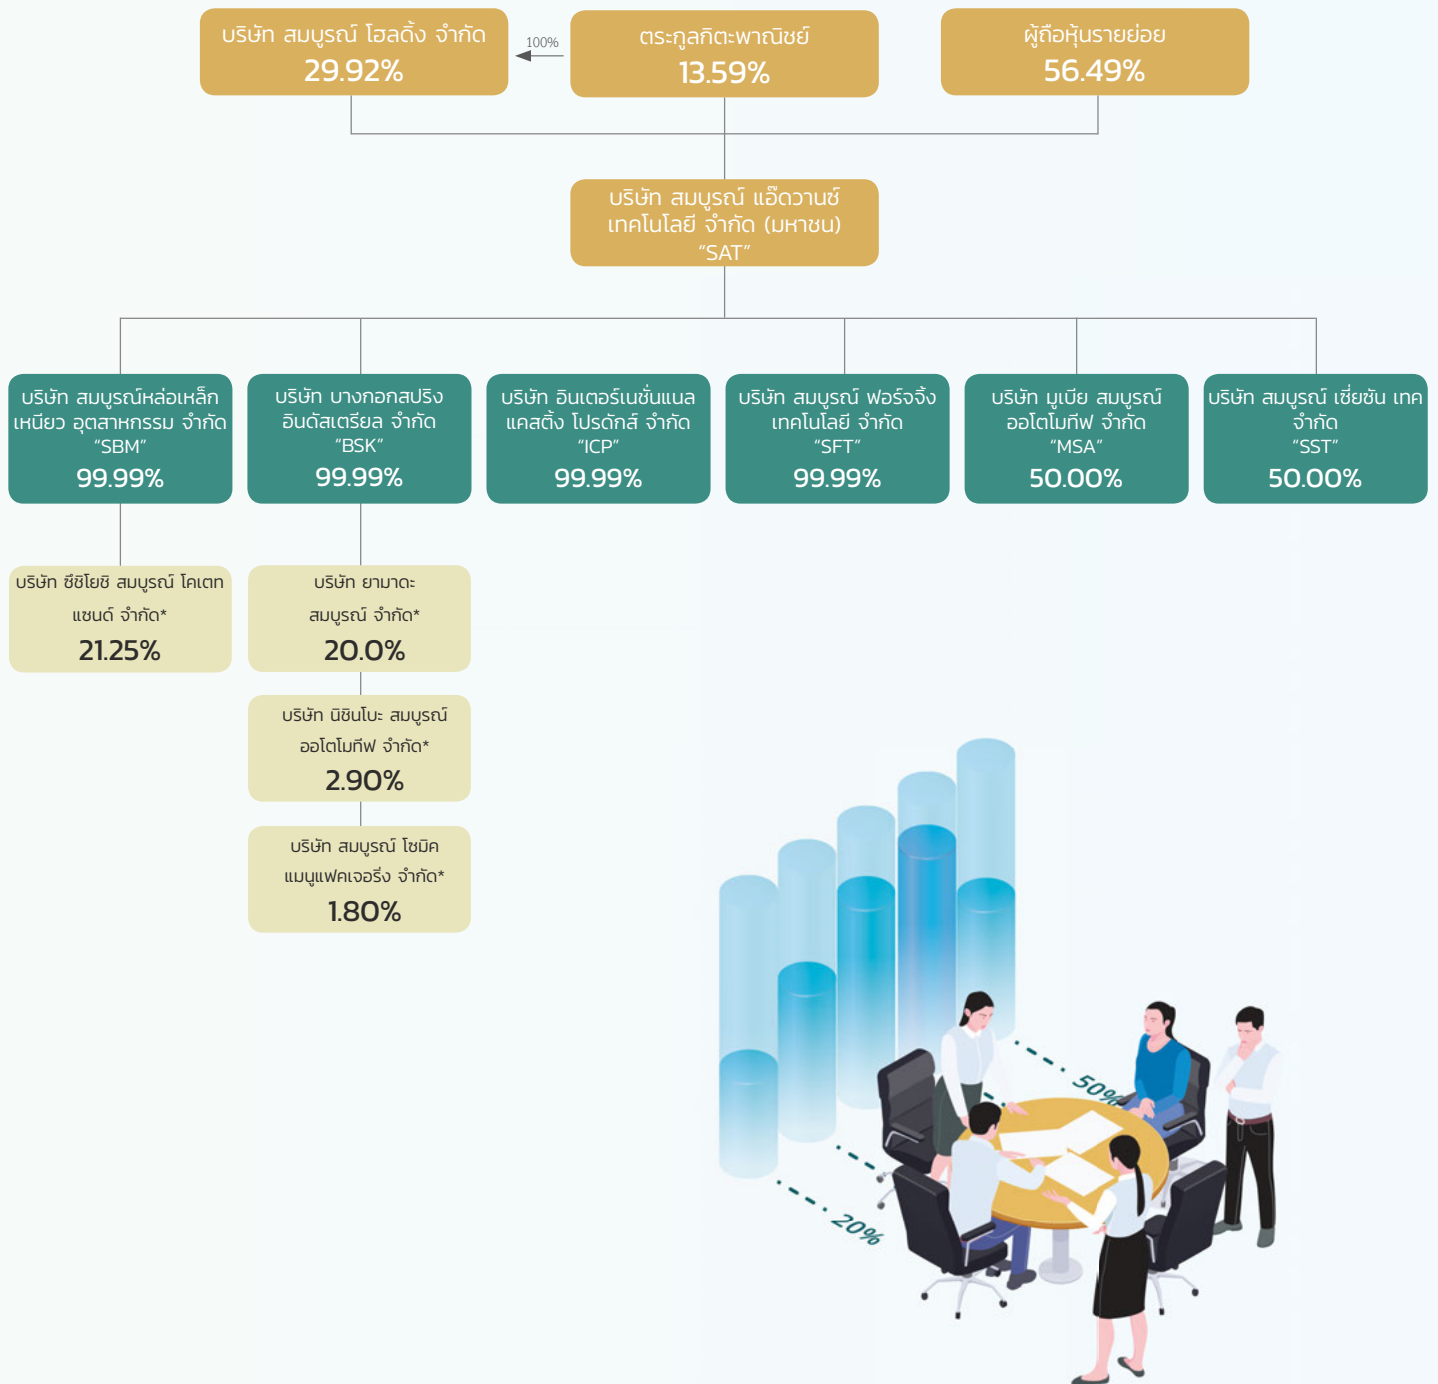 บริษัท สมบูรณ์ โฮลดิ้ง จำกัด
29.92%
100%
ตระกูลกิตะพาณิชย์
13.59%
ผู้ถือหุ้นรายย่อย
56.49%
บริษัท สมบูรณ์ แอ๊ดวานซ์
เทคโนโลยี จำกัด (มหาชน)
“SAT”
บริษัท สมบูรณ์หล่อเหล็ก
เหนียว อุตสาหกรรม จำกัด
“SBM”
99.99%
บริษัท บางกอกสปริง
อินดัสเตรียล จำกัด
“BSK”
99.99%
บริษัท อินเตอร์เนชั่นแนล
แคสติ้ง โปรดักส์ จำกัด
“ICP”
99.99%
บริษัท สมบูรณ์ ฟอร์จจิ้ง
เทคโนโลยี จำกัด
“SFT”
99.99%
บริษัท มูเบีย สมบูรณ์
ออโตโมทีฟ จำกัด
“MSA”
50.00%
บริษัท สมบูรณ์ เซี่ยซัน เทค
จำกัด
“SST”
50.00%
บริษัท ซึชิโยชิ สมบูรณ์ โคเตท
แซนด์ จำกัด*
21.25%
บริษัท ยามาดะ
สมบูรณ์ จำกัด*
20.0%
บริษัท นิชินโบะ สมบูรณ์
ออโตโมทีฟ จำกัด*
2.90%
บริษัท สมบูรณ์ โซมิค
แมนูแฟคเจอริ่ง จำกัด*
1.80%
50%
20%